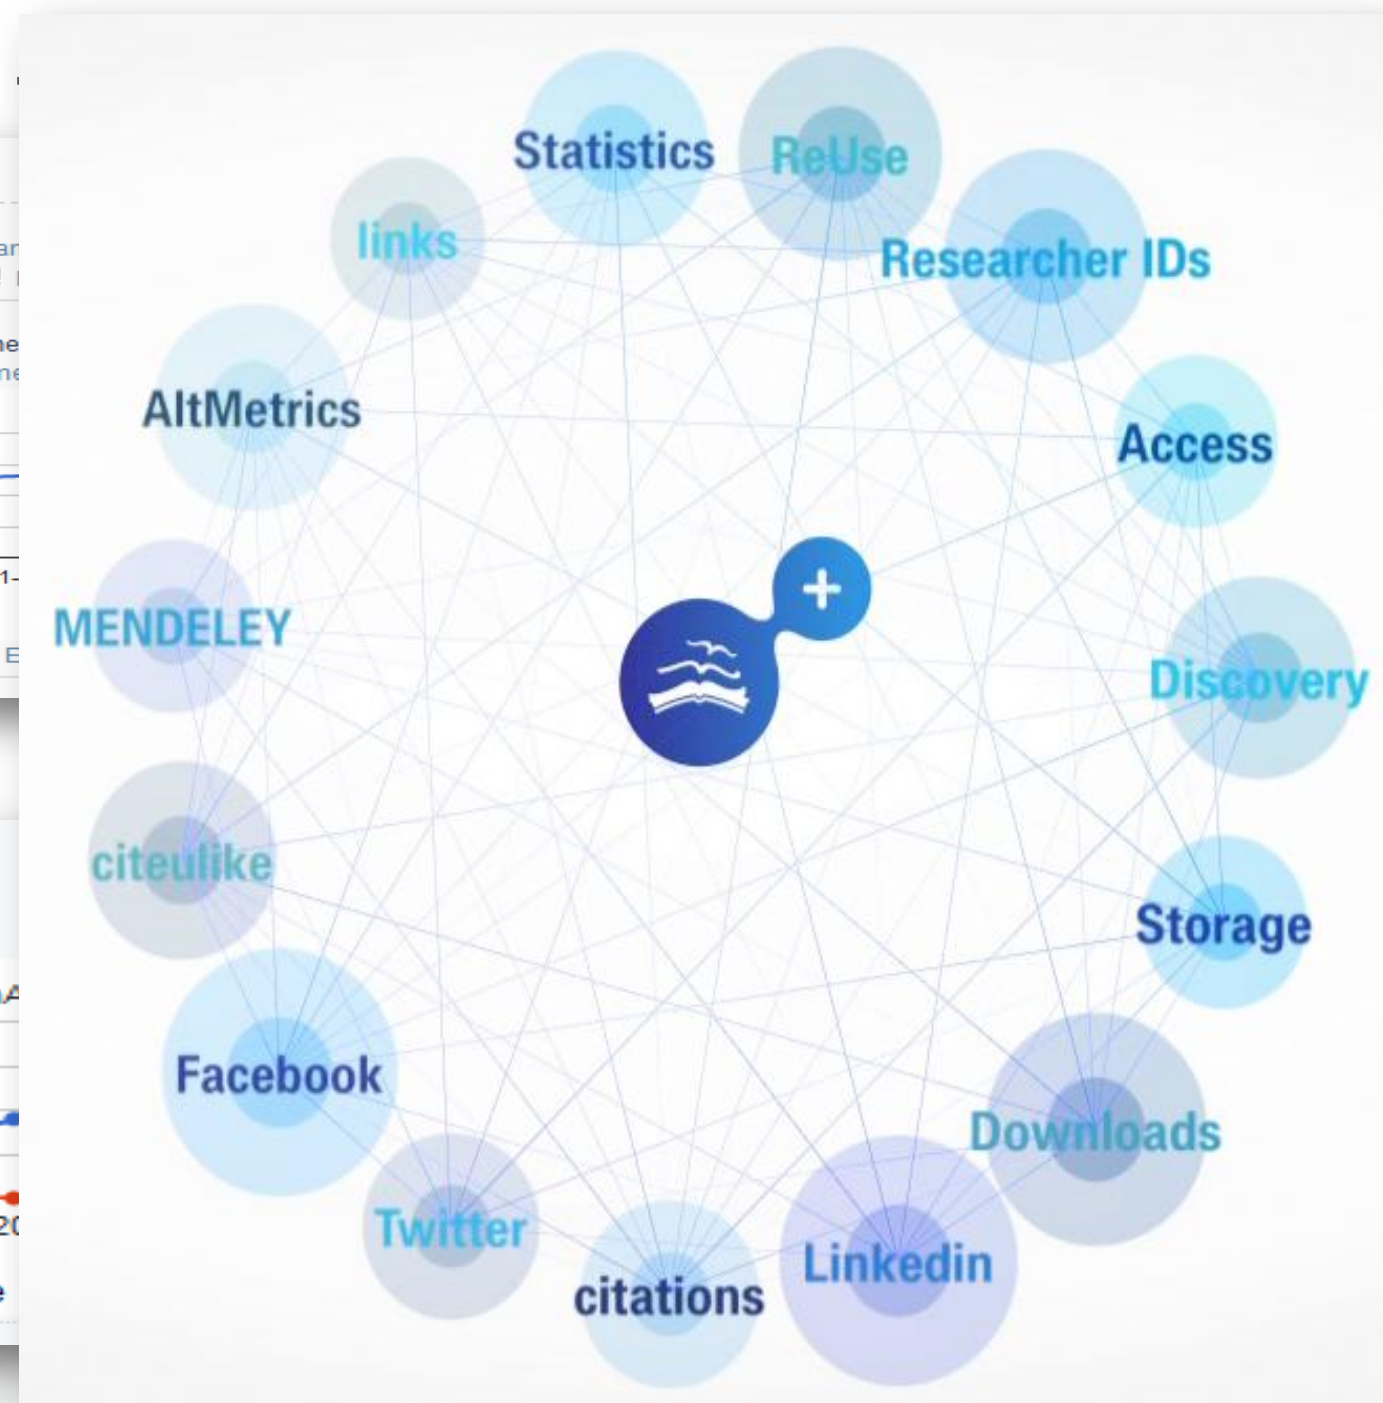 Statistics
ReUse
Researcher IDs
links
Access
AltMetrics
MENDELEY
Discovery
citeulike
Storage
Facebook
Downloads
Twitter
Linkedin
citations